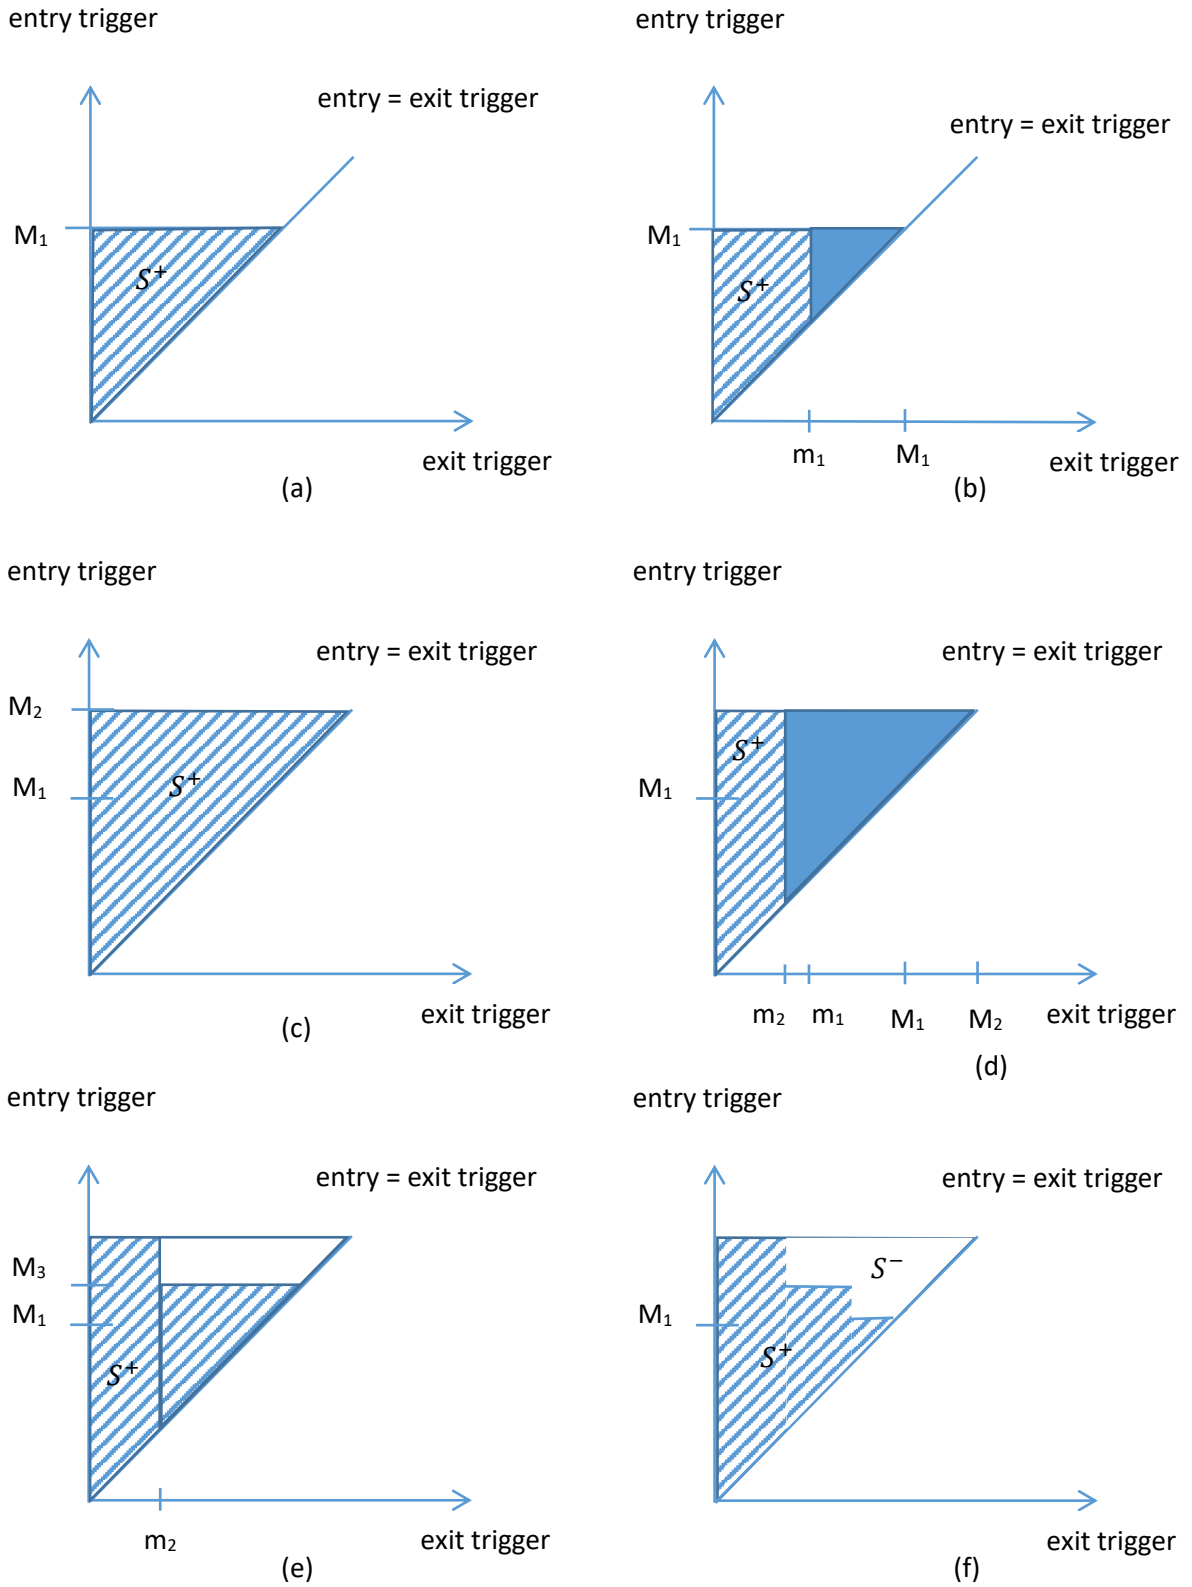 entry trigger
entry trigger
entry = exit trigger
entry = exit trigger
M₁
S⁺
M₁
S⁺
m₁
M₁
exit trigger
exit trigger
(a)
(b)
entry trigger
entry trigger
entry = exit trigger
entry = exit trigger
M₂
M₁
S⁺
S⁺
M₁
exit trigger
m₂
m₁
M₁
M₂
exit trigger
(c)
(d)
entry trigger
entry trigger
entry = exit trigger
entry = exit trigger
M₃
M₁
S⁺
S⁻
M₁
S⁺
m₂
exit trigger
exit trigger
(e)
(f)